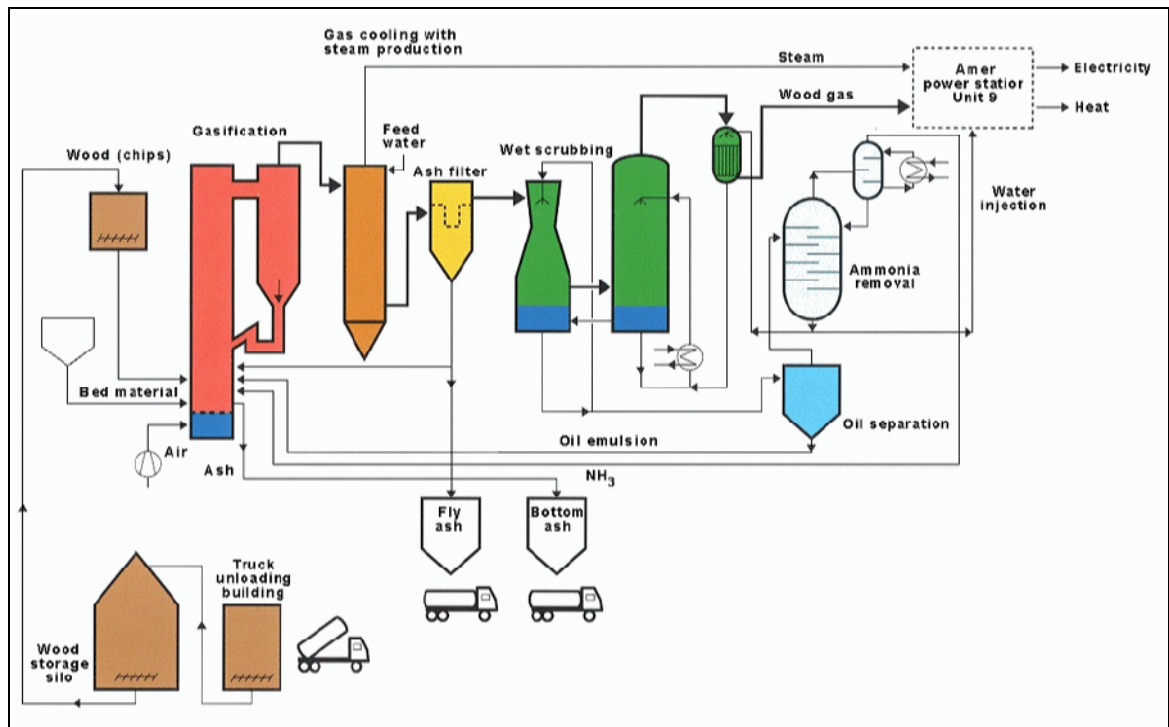 Gas cooling with
steam production
Steam
Amer
power statior
Unit 9
Electricity
Heat
Wood gas
Gasification
Feed
water
Wood (chips)
Ash filter
Wet scrubbing
Water
injection
Ammonia
removal
Bed material
Oil separation
Oil emulsion
Air
Ash
NH3
Fly
ash
Bottom
ash
Truck
unloading
building
Wood
storage
silo